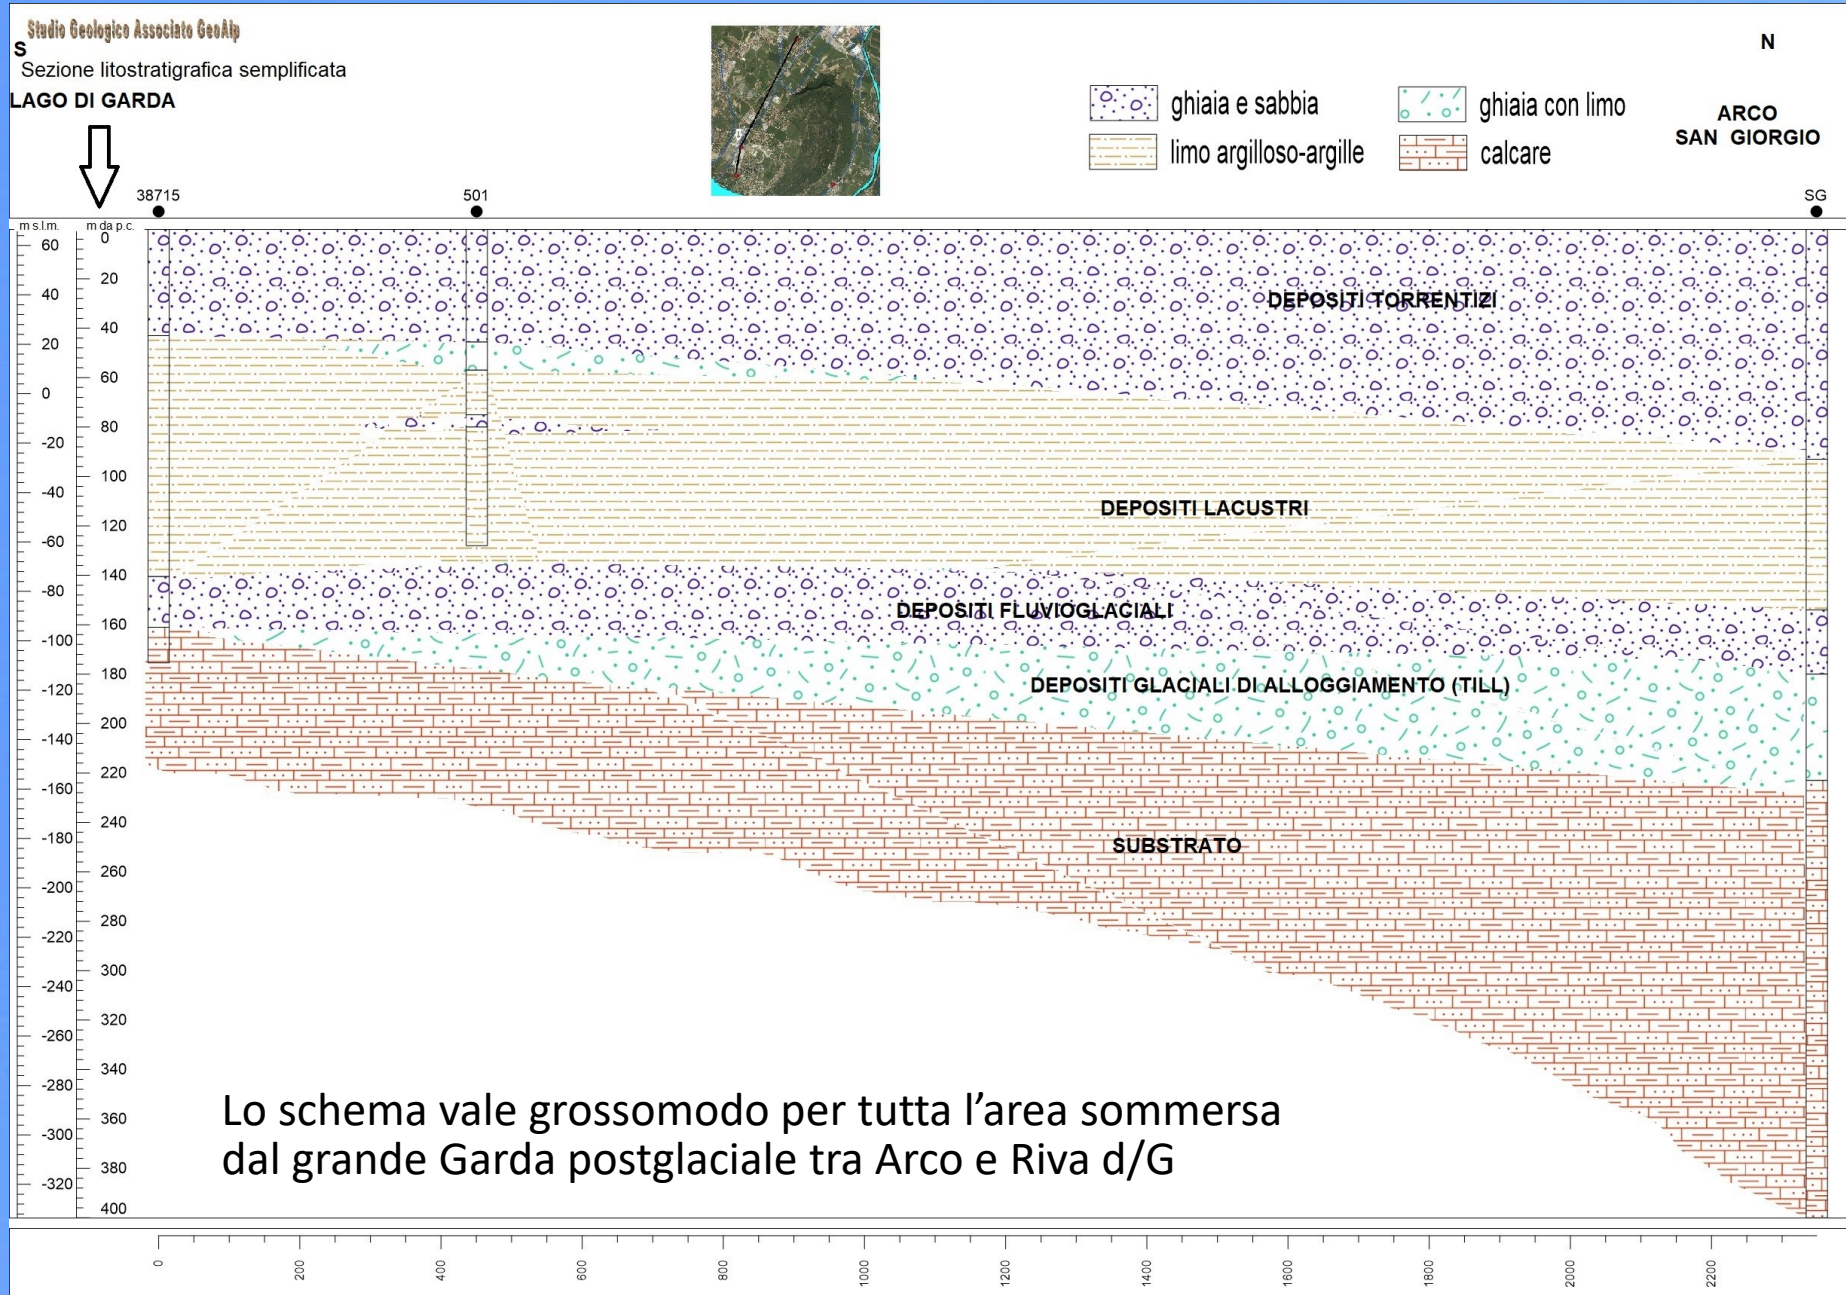 Studio Geologico Associato GeoAlp
S
Sezione litostratigrafica semplificata
LAGO DI GARDA
N
ghiaia e sabbia
ghiaia con limo
limo argilloso-argille
calcare
ARCO
SAN GIORGIO
38715
501
SG
m s.l.m.
m da p.c.
60
40
20
0
-20
-40
-60
-80
-100
-120
-140
-160
-180
-200
-220
-240
-260
-280
-300
-320
0
20
40
60
80
100
120
140
160
180
200
220
240
260
280
300
320
340
360
380
400
DEPOSITI TORRENTIZI
DEPOSITI LACUSTRI
DEPOSITI FLUVIOGLACIALI
DEPOSITI GLACIALI DI ALLOGGIAMENTO (TILL)
SUBSTRATO
Lo schema vale grossomodo per tutta l'area sommersa
dal grande Garda postglaciale tra Arco e Riva d/G
0
200
400
600
800
1000
1200
1400
1600
1800
2000
2200